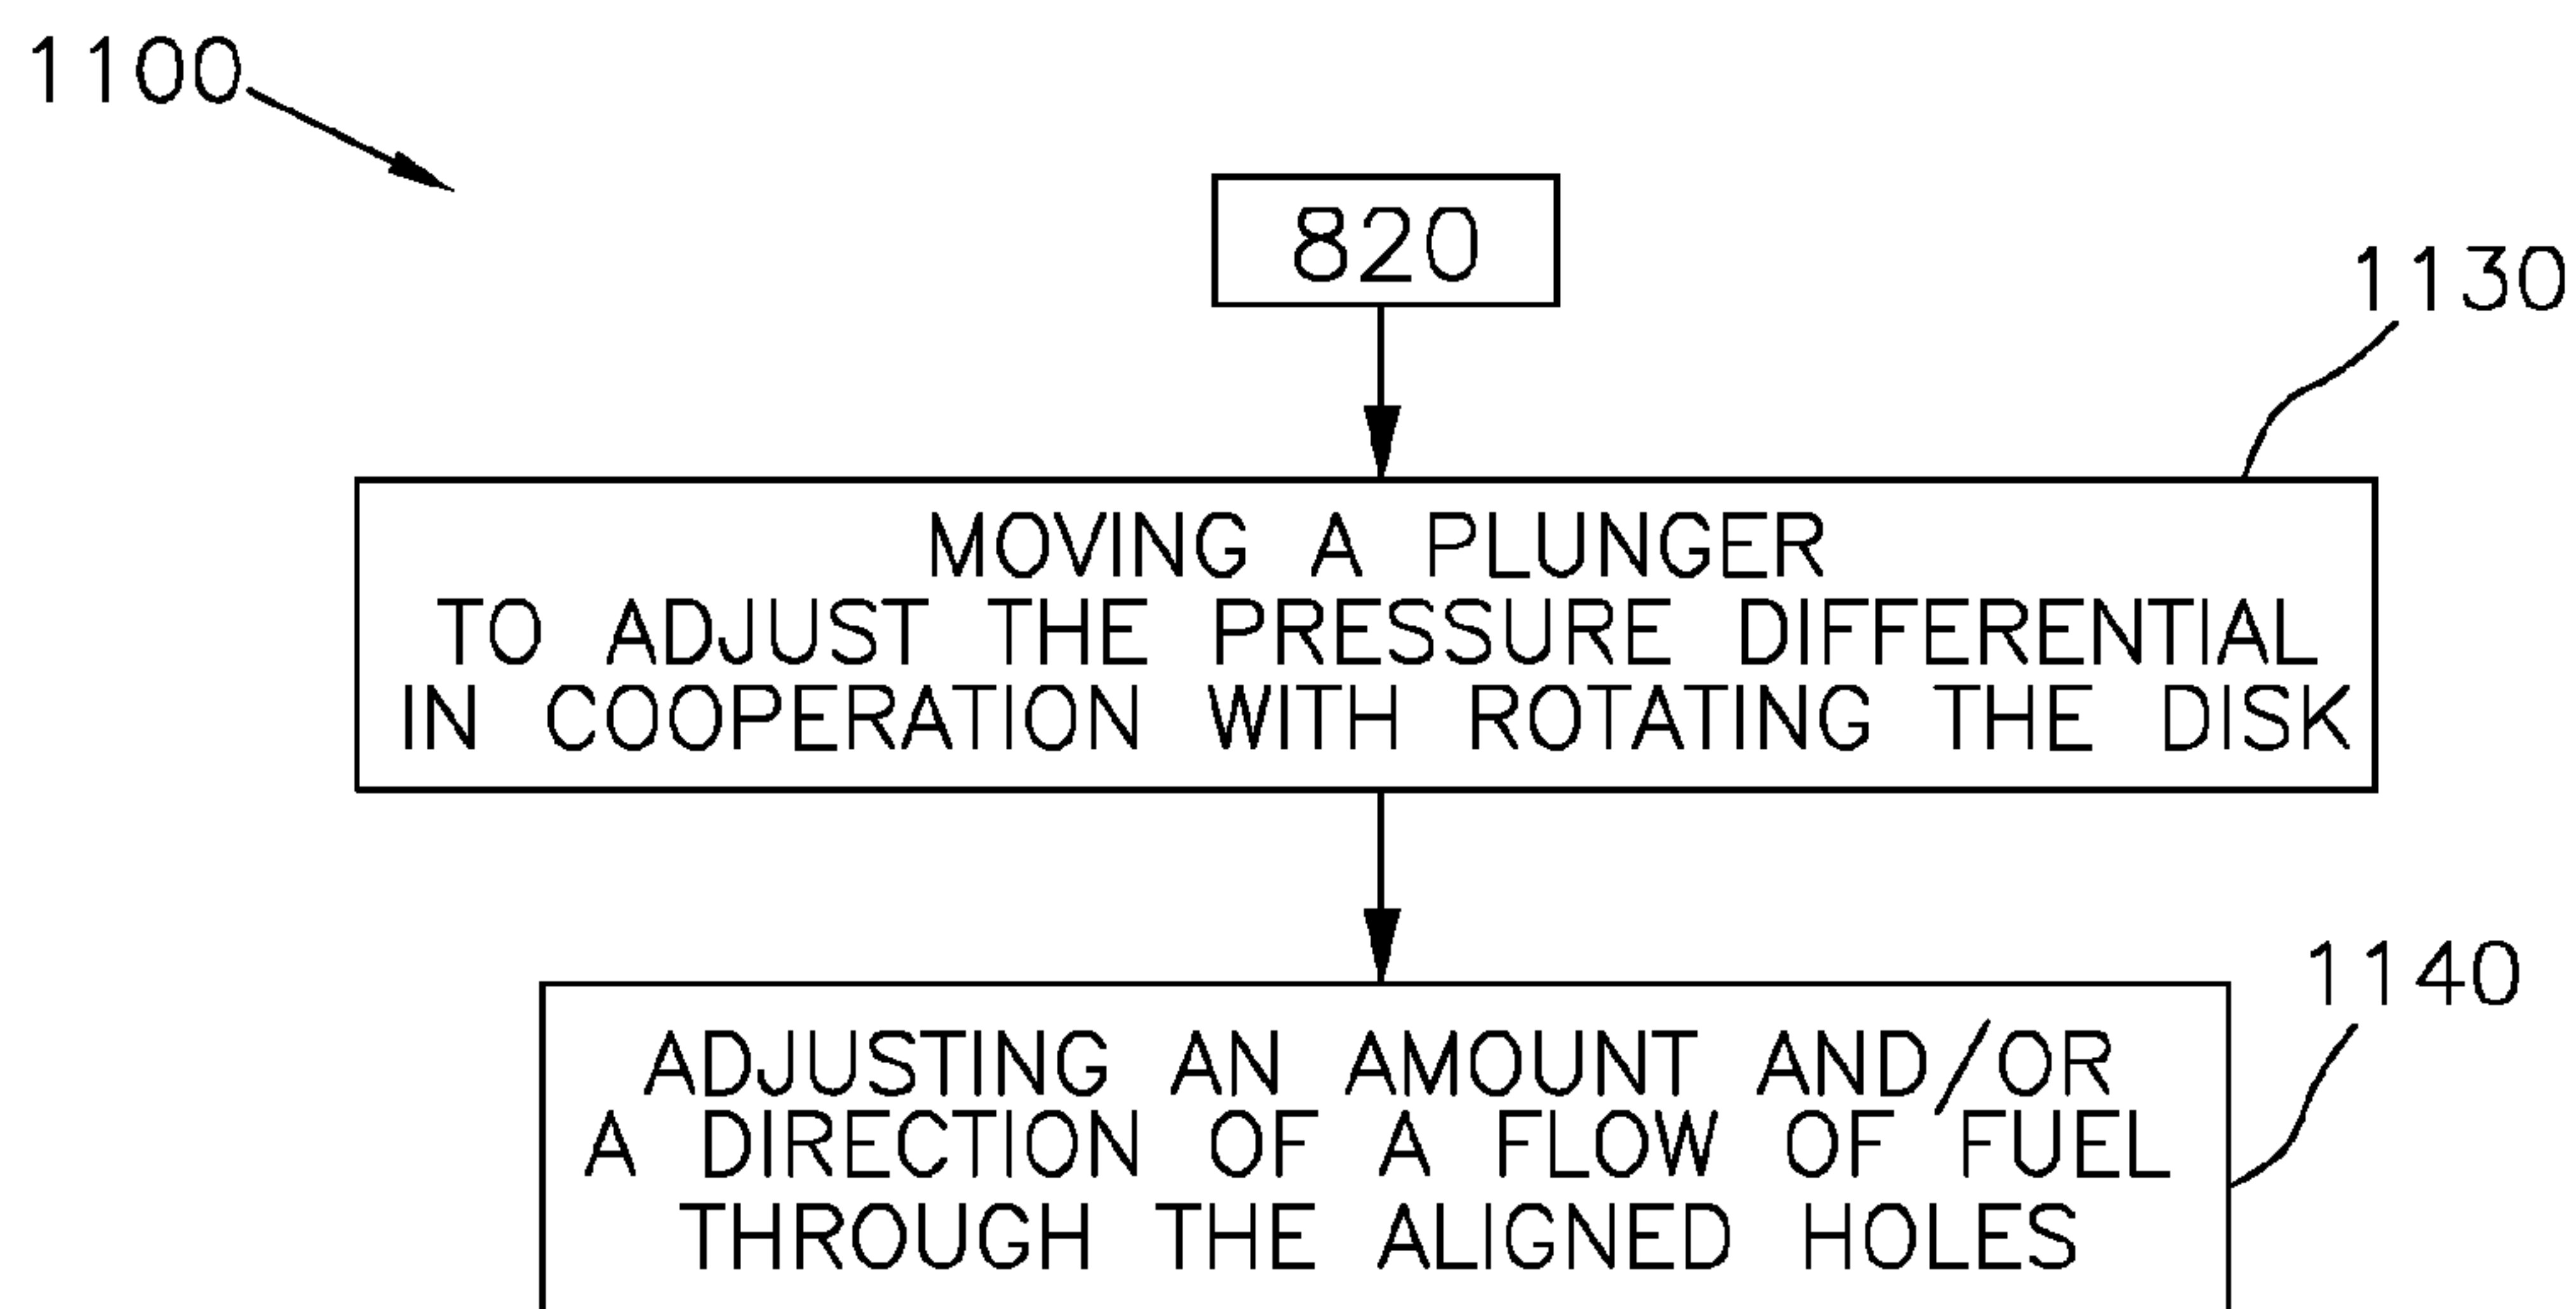 1100
820
1130
MOVING A PLUNGER
TO ADJUST THE PRESSURE DIFFERENTIAL
IN COOPERATION WITH ROTATING THE DISK
1140
ADJUSTING AN AMOUNT AND/OR
A DIRECTION OF A FLOW OF FUEL
THROUGH THE ALIGNED HOLES